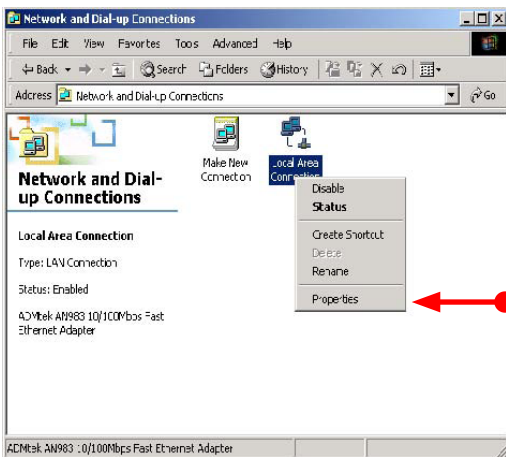 Network and Dial-up Connections
File Edit View Favorites Tools Advanced Help
Back Search Folders History
Address Network and Dial-up Connections Go
Make New Connection
Local Area Connection
Network and Dial-up Connections
Local Area Connection
Type: LAN Connection
Status: Enabled
ADMtek AN983 10/100Mbps Fast
Ethernet Adapter
Disable
Status
Create Shortcut
Delete
Rename
Properties
ADMtek AN983 10/100Mbps Fast Ethernet Adapter